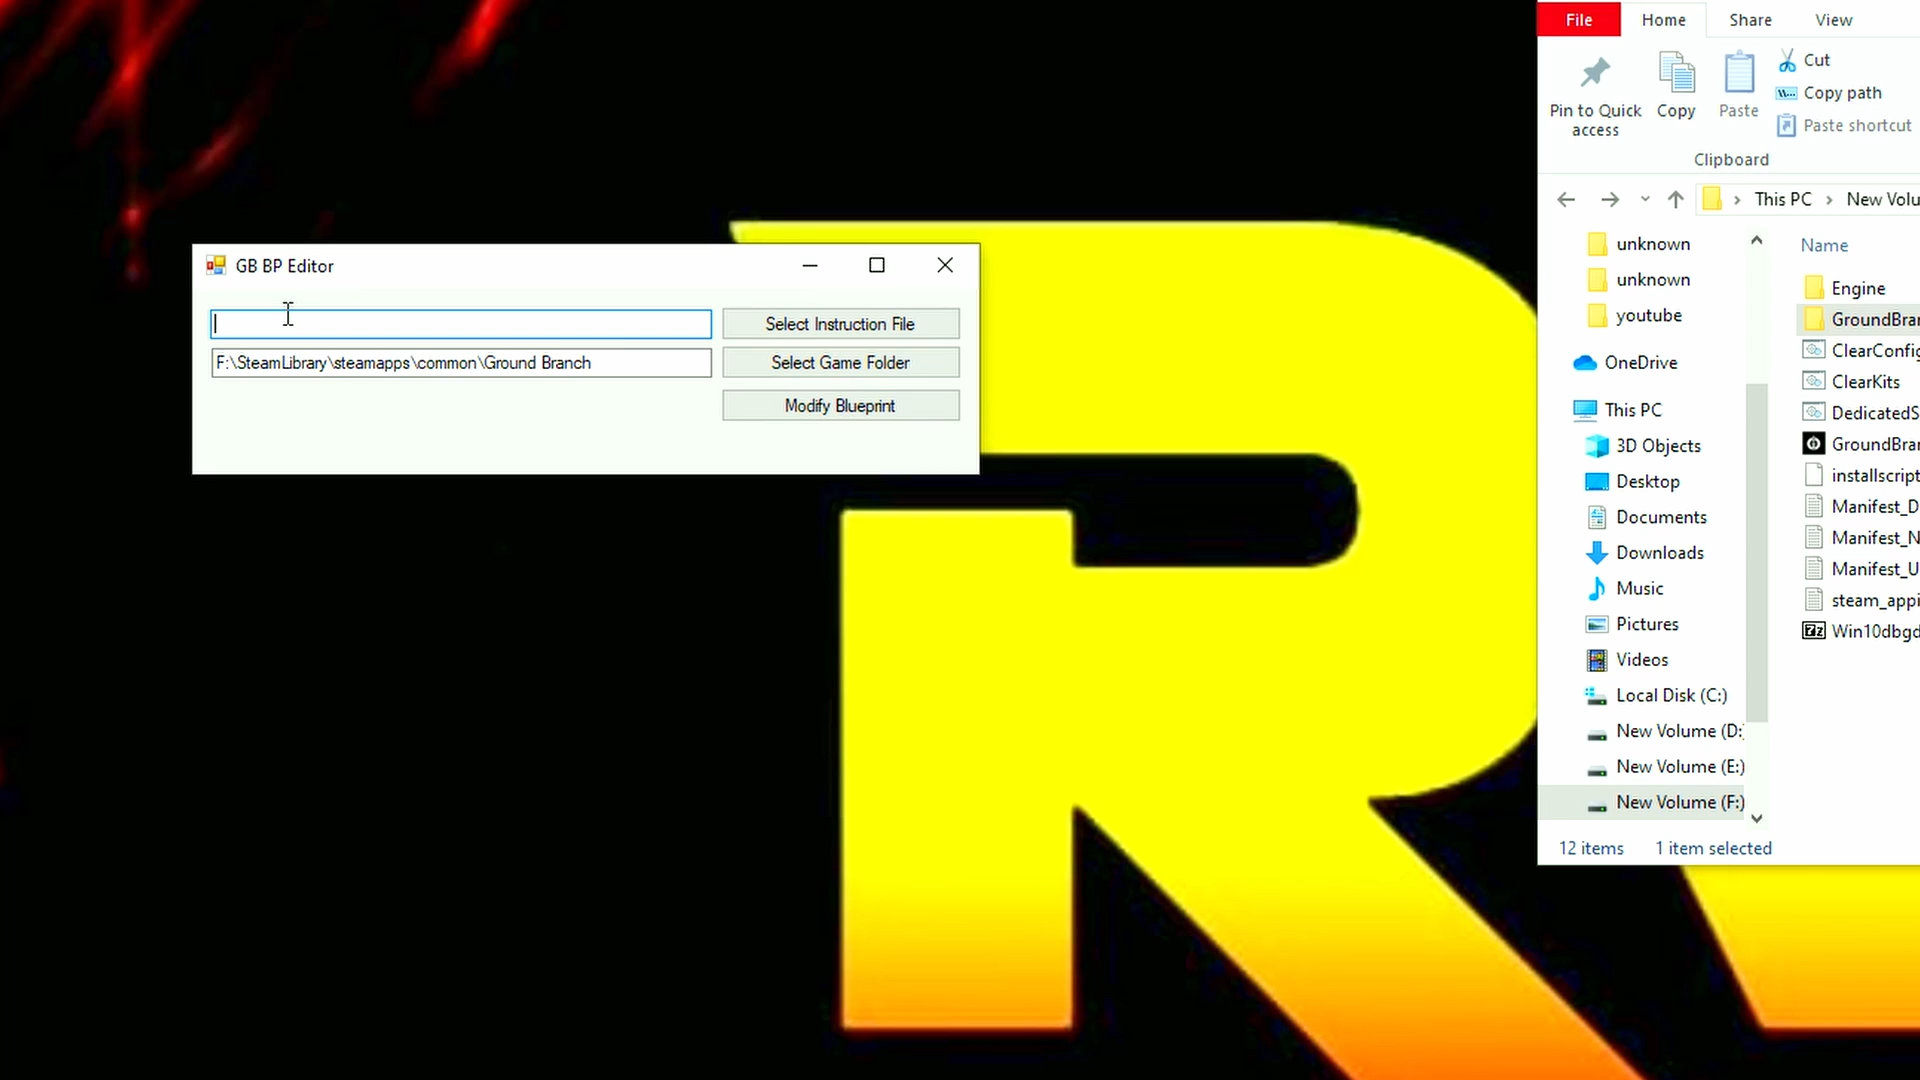 GB BP Editor
Select Instruction File
F:\SteamLibrary\steamapps\common\Ground Branch
Select Game Folder
Modify Blueprint
File
Home
Share
View
Pin to Quick
access
Copy
Paste
Cut
Copy path
Paste shortcut
Clipboard
This PC
New Volu
unknown
unknown
youtube
OneDrive
This PC
3D Objects
Desktop
Documents
Downloads
Music
Pictures
Videos
Local Disk (C:)
New Volume (D:
New Volume (E:)
New Volume (F:)
Name
Engine
GroundBran
ClearConfig
ClearKits
DedicatedS
GroundBran
installscript
Manifest_D
Manifest_N
Manifest_U
steam_appi
Win10dbgd
12 items
1 item selected
R